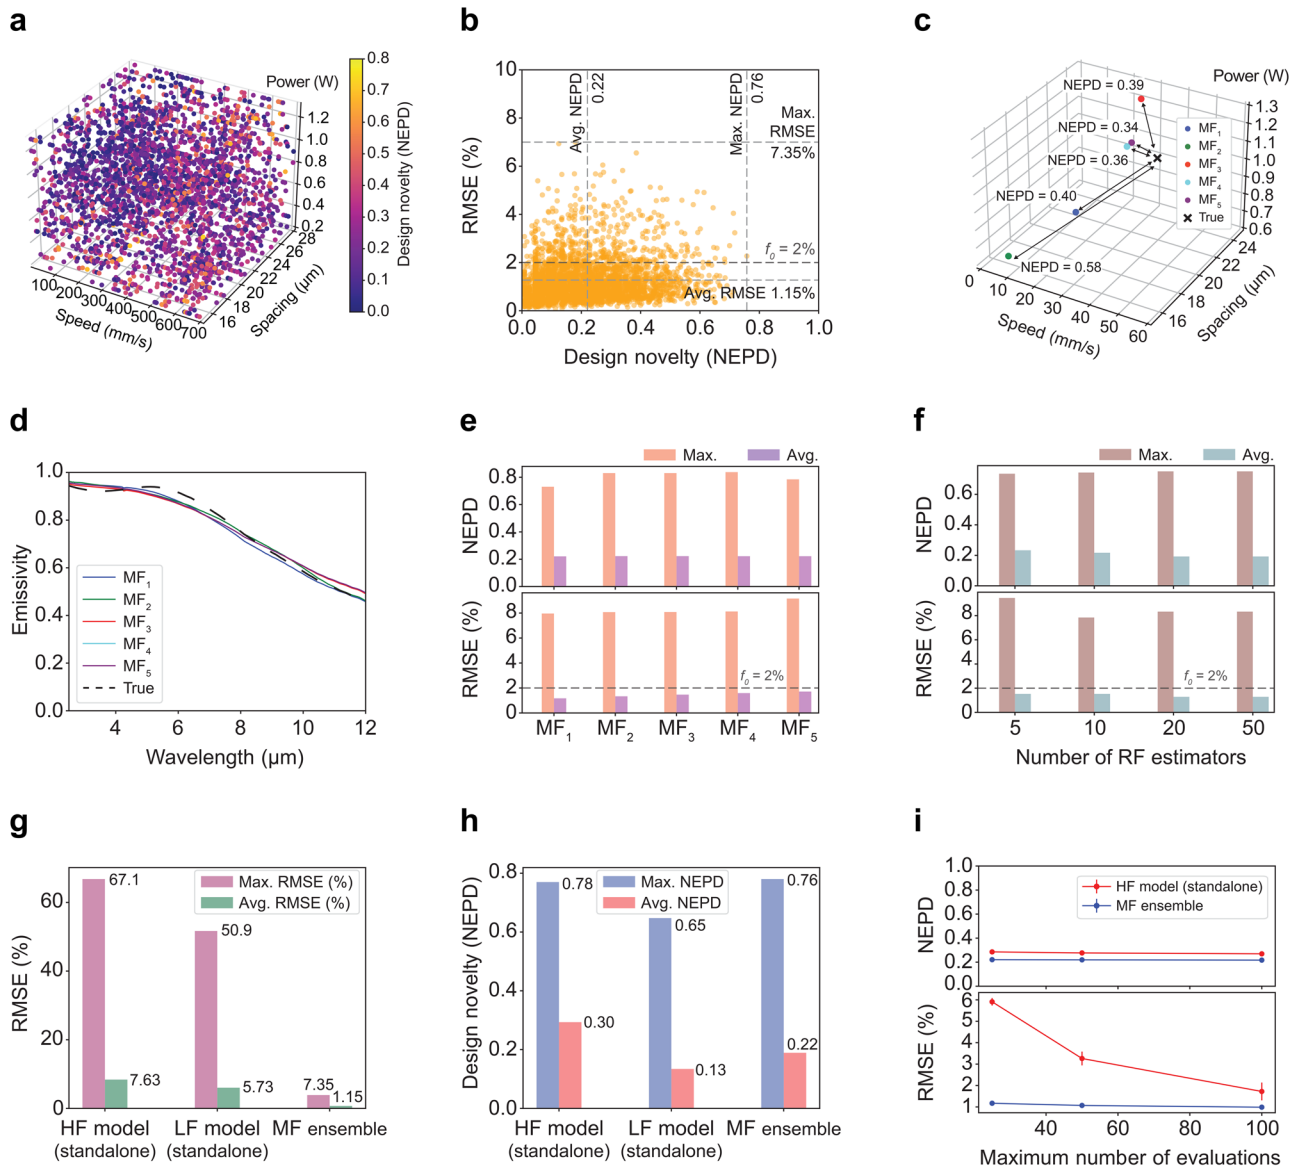 a
Power (W)
1.2
1.0
0.8
0.6
0.4
0.2
28
26
24
22
20
18
16
Spacing (µm)
100
200
300
400
500
600
700
Speed (mm/s)
0.8
0.7
0.6
0.5
0.4
0.3
0.2
0.1
0.0
Design novelty (NEPD)
b
10
8
6
4
2
0
RMSE (%)
Avg. NEPD
0.22
Max. NEPD
0.76
Max.
RMSE
7.35%
f0 = 2%
Avg. RMSE 1.15%
0.0 0.2 0.4 0.6 0.8 1.0
Design novelty (NEPD)
c
Power (W)
NEPD = 0.39
NEPD = 0.34
NEPD = 0.36
NEPD = 0.40
NEPD = 0.58
MF1
MF2
MF3
MF4
MF5
True
1.3
1.2
1.1
1.0
0.9
0.8
0.7
0.6
24
22
20
18
16
Spacing (µm)
0
10
20
30
40
50
60
Speed (mm/s)
d
1.0
0.8
0.6
0.4
0.2
0.0
Emissivity
MF1
MF2
MF3
MF4
MF5
True
4 6 8 10 12
Wavelength (µm)
e
Max. Avg.
0.8
0.6
0.4
0.2
0.0
NEPD
8
6
4
2
0
RMSE (%)
f0 = 2%
MF1 MF2 MF3 MF4 MF5
f
Max. Avg.
0.6
0.4
0.2
0.0
NEPD
8
6
4
2
0
RMSE (%)
f0 = 2%
5 10 20 50
Number of RF estimators
g
60
40
20
0
RMSE (%)
Max. RMSE (%)
Avg. RMSE (%)
67.1
7.63
50.9
5.73
7.35
1.15
HF model LF model MF ensemble
(standalone) (standalone)
h
0.8
0.6
0.4
0.2
0.0
Design novelty (NEPD)
Max. NEPD
Avg. NEPD
0.78
0.30
0.65
0.13
0.76
0.22
HF model LF model MF ensemble
(standalone) (standalone)
i
1.0
0.8
0.6
0.4
0.2
0.0
NEPD
HF model (standalone)
MF ensemble
6
5
4
3
2
1
RMSE (%)
40 60 80 100
Maximum number of evaluations